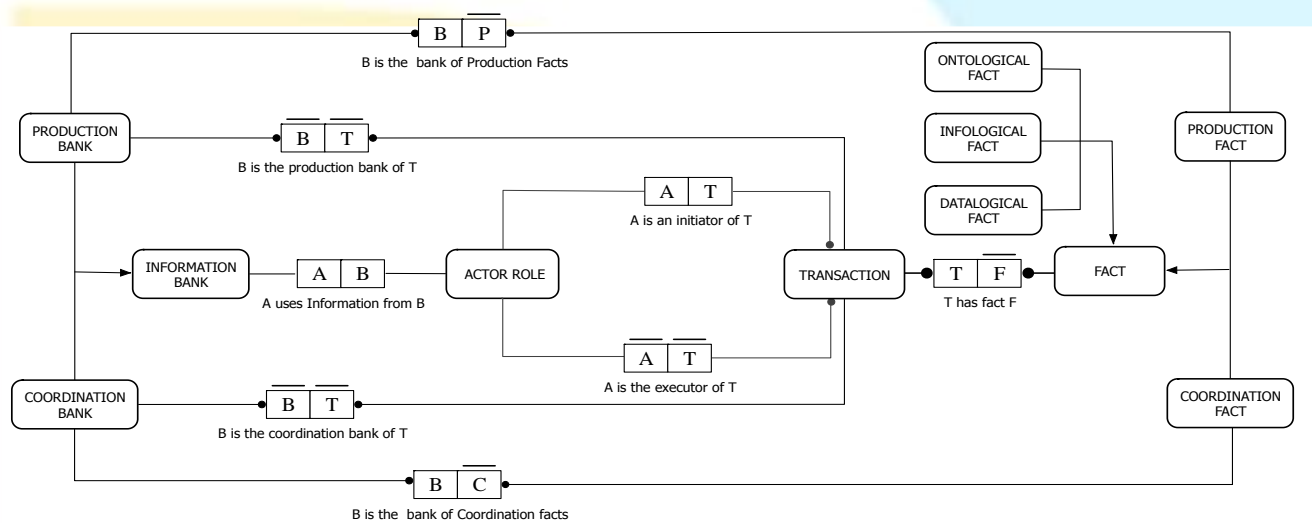 B P
B is the bank of Production Facts
ONTOLOGICAL
FACT
PRODUCTION
BANK
B T
B is the production bank of T
INFOLOGICAL
FACT
PRODUCTION
FACT
A T
A is an initiator of T
DATALOGICAL
FACT
INFORMATION
BANK
A B
A uses Information from B
ACTOR ROLE
TRANSACTION
T F
T has fact F
FACT
A T
A is the executor of T
COORDINATION
BANK
B T
B is the coordination bank of T
COORDINATION
FACT
B C
B is the bank of Coordination facts